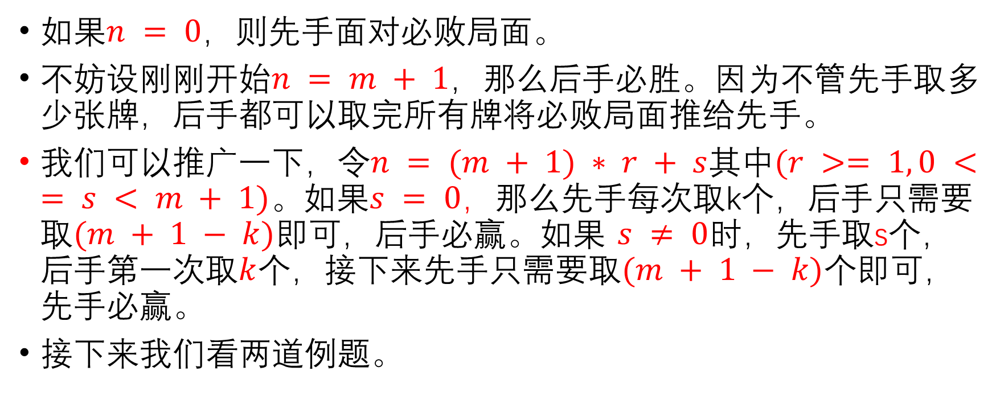 • 如果n = 0，则先手面对必败局面。
• 不妨设刚刚开始n = m + 1，那么后手必胜。因为不管先手取多
少张牌，后手都可以取完所有牌将必败局面推给先手。
• 我们可以推广一下，令n = (m + 1) ∗ r + s其中(r >= 1,0 <
= s < m + 1)。如果s = 0，那么先手每次取k个，后手只需要
取(m + 1 − k)即可，后手必赢。如果 s ≠ 0时，先手取s个，
后手第一次取k个，接下来先手只需要取(m + 1 − k)个即可，
先手必赢。
• 接下来我们看两道例题。